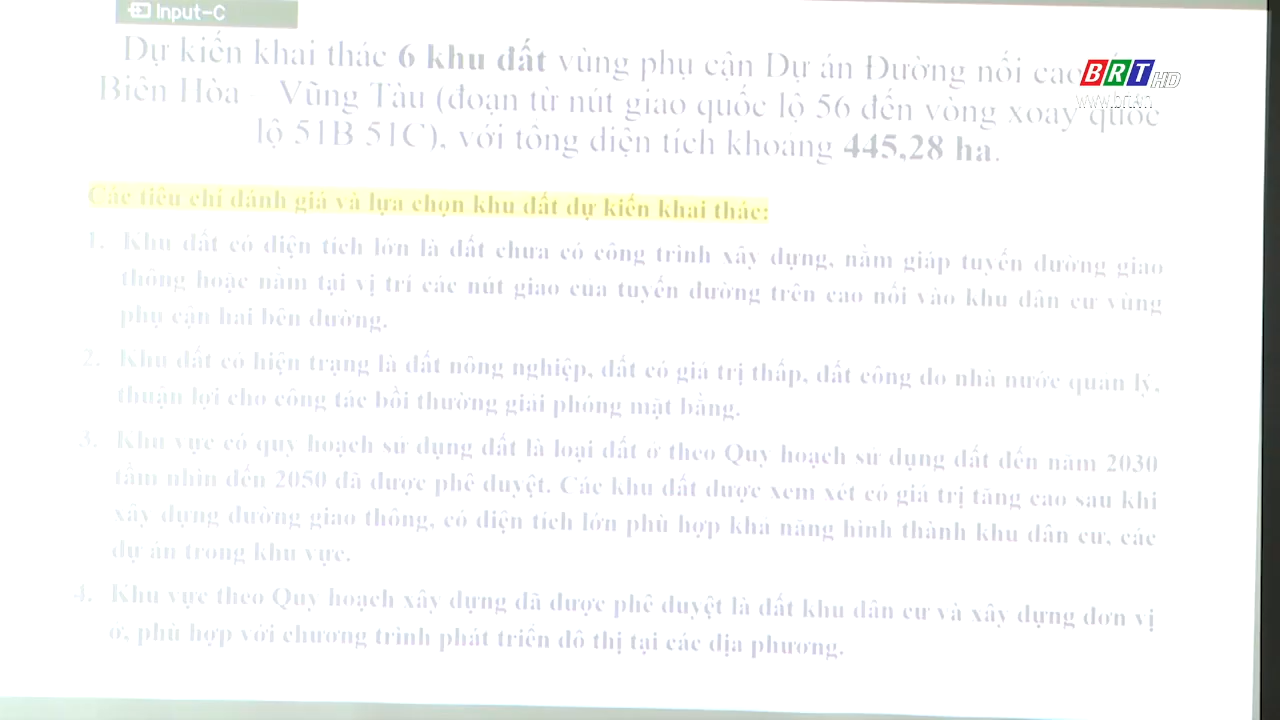 Input-C
Dự kiến khai thác 6 khu đất vùng phụ cận Dự án Đường nối cao
BRT HD
Biên Hòa - Vũng Tàu đoạn từ nút giao quốc lộ 56 đến vòng xoay quốc
lộ 51B 51C), với tổng diện tích khoảng 445,28 ha.
Các tiêu chí đánh giá và lựa chọn khu đất dự kiến khai thác:
1. Khu đất có diện tích lớn là đất chưa có công trình xây dựng, nằm giáp tuyến đường giao
thông hoặc nằm tại vị trí các nút giao của tuyến đường trên cao nối vào khu dân cư vùng
phụ cận hai bên đường.
2. Khu đất có hiện trạng là đất nông nghiệp, đất có giá trị thấp, đất công do nhà nước quản lý,
thuận lợi cho công tác bồi thường giải phóng mặt bằng.
3. Khu vực có quy hoạch sử dụng đất là loại đất ở theo Quy hoạch sử dụng đất đến năm 2030
tầm nhìn đến 2050 đã được phê duyệt. Các khu đất được xem xét có giá trị tăng cao sau khi
xây dựng đường giao thông, có diện tích lớn phù hợp khả năng hình thành khu dân cư, các
dự án trong khu vực.
4. Khu vực theo Quy hoạch xây dựng đã được phê duyệt là đất khu dân cư và xây dựng đơn vị
ở, phù hợp với chương trình phát triển đô thị tại các địa phương.